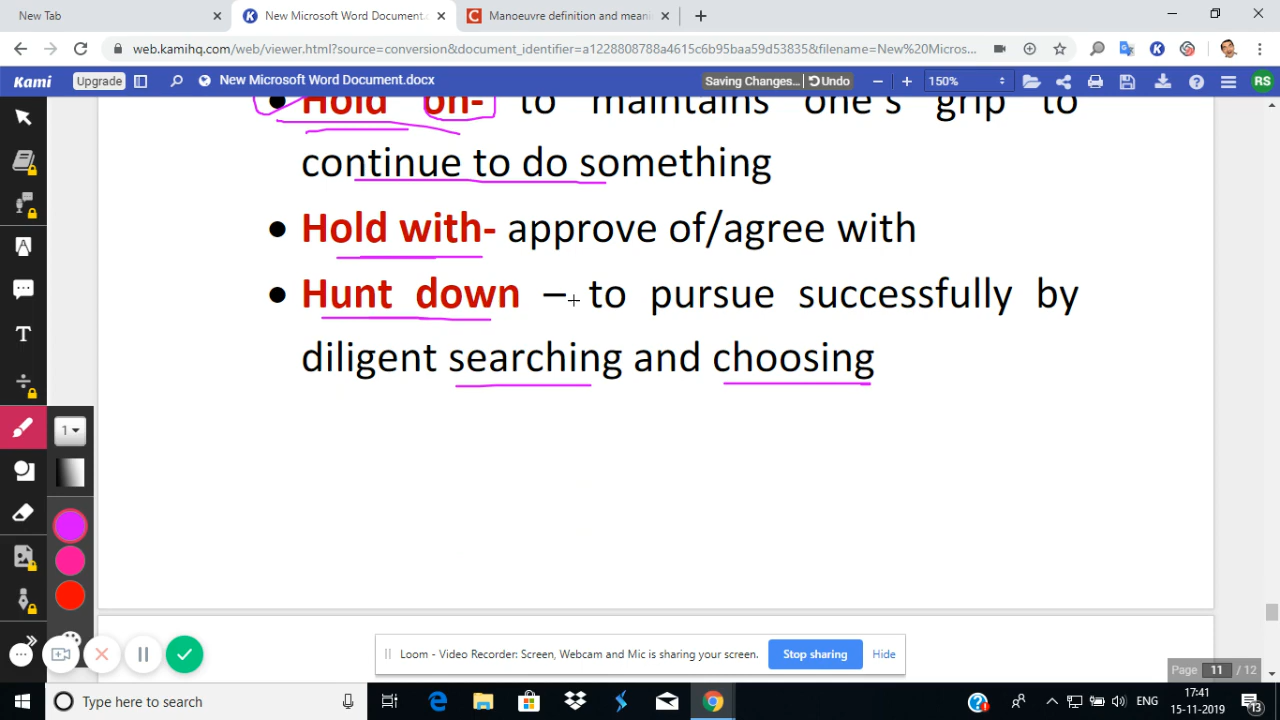 New Tab
New Microsoft Word Document.
Manoeuvre definition and meani
web.kamihq.com/web/viewer.html?source=conversion&document_identifier=a1228808788a4615c6b95baa59d53835&filename=New%20Micros...
Kami
Upgrade
New Microsoft Word Document.docx
Saving Changes...
Undo
150%
RS
Hold on- to maintains one's grip to
continue to do something
Hold with- approve of/agree with
Hunt down – to pursue successfully by
diligent searching and choosing
1
Loom - Video Recorder: Screen, Webcam and Mic is sharing your screen.
Stop sharing
Hide
Page 11 / 12
Type here to search
ENG
17:41
15-11-2019
13